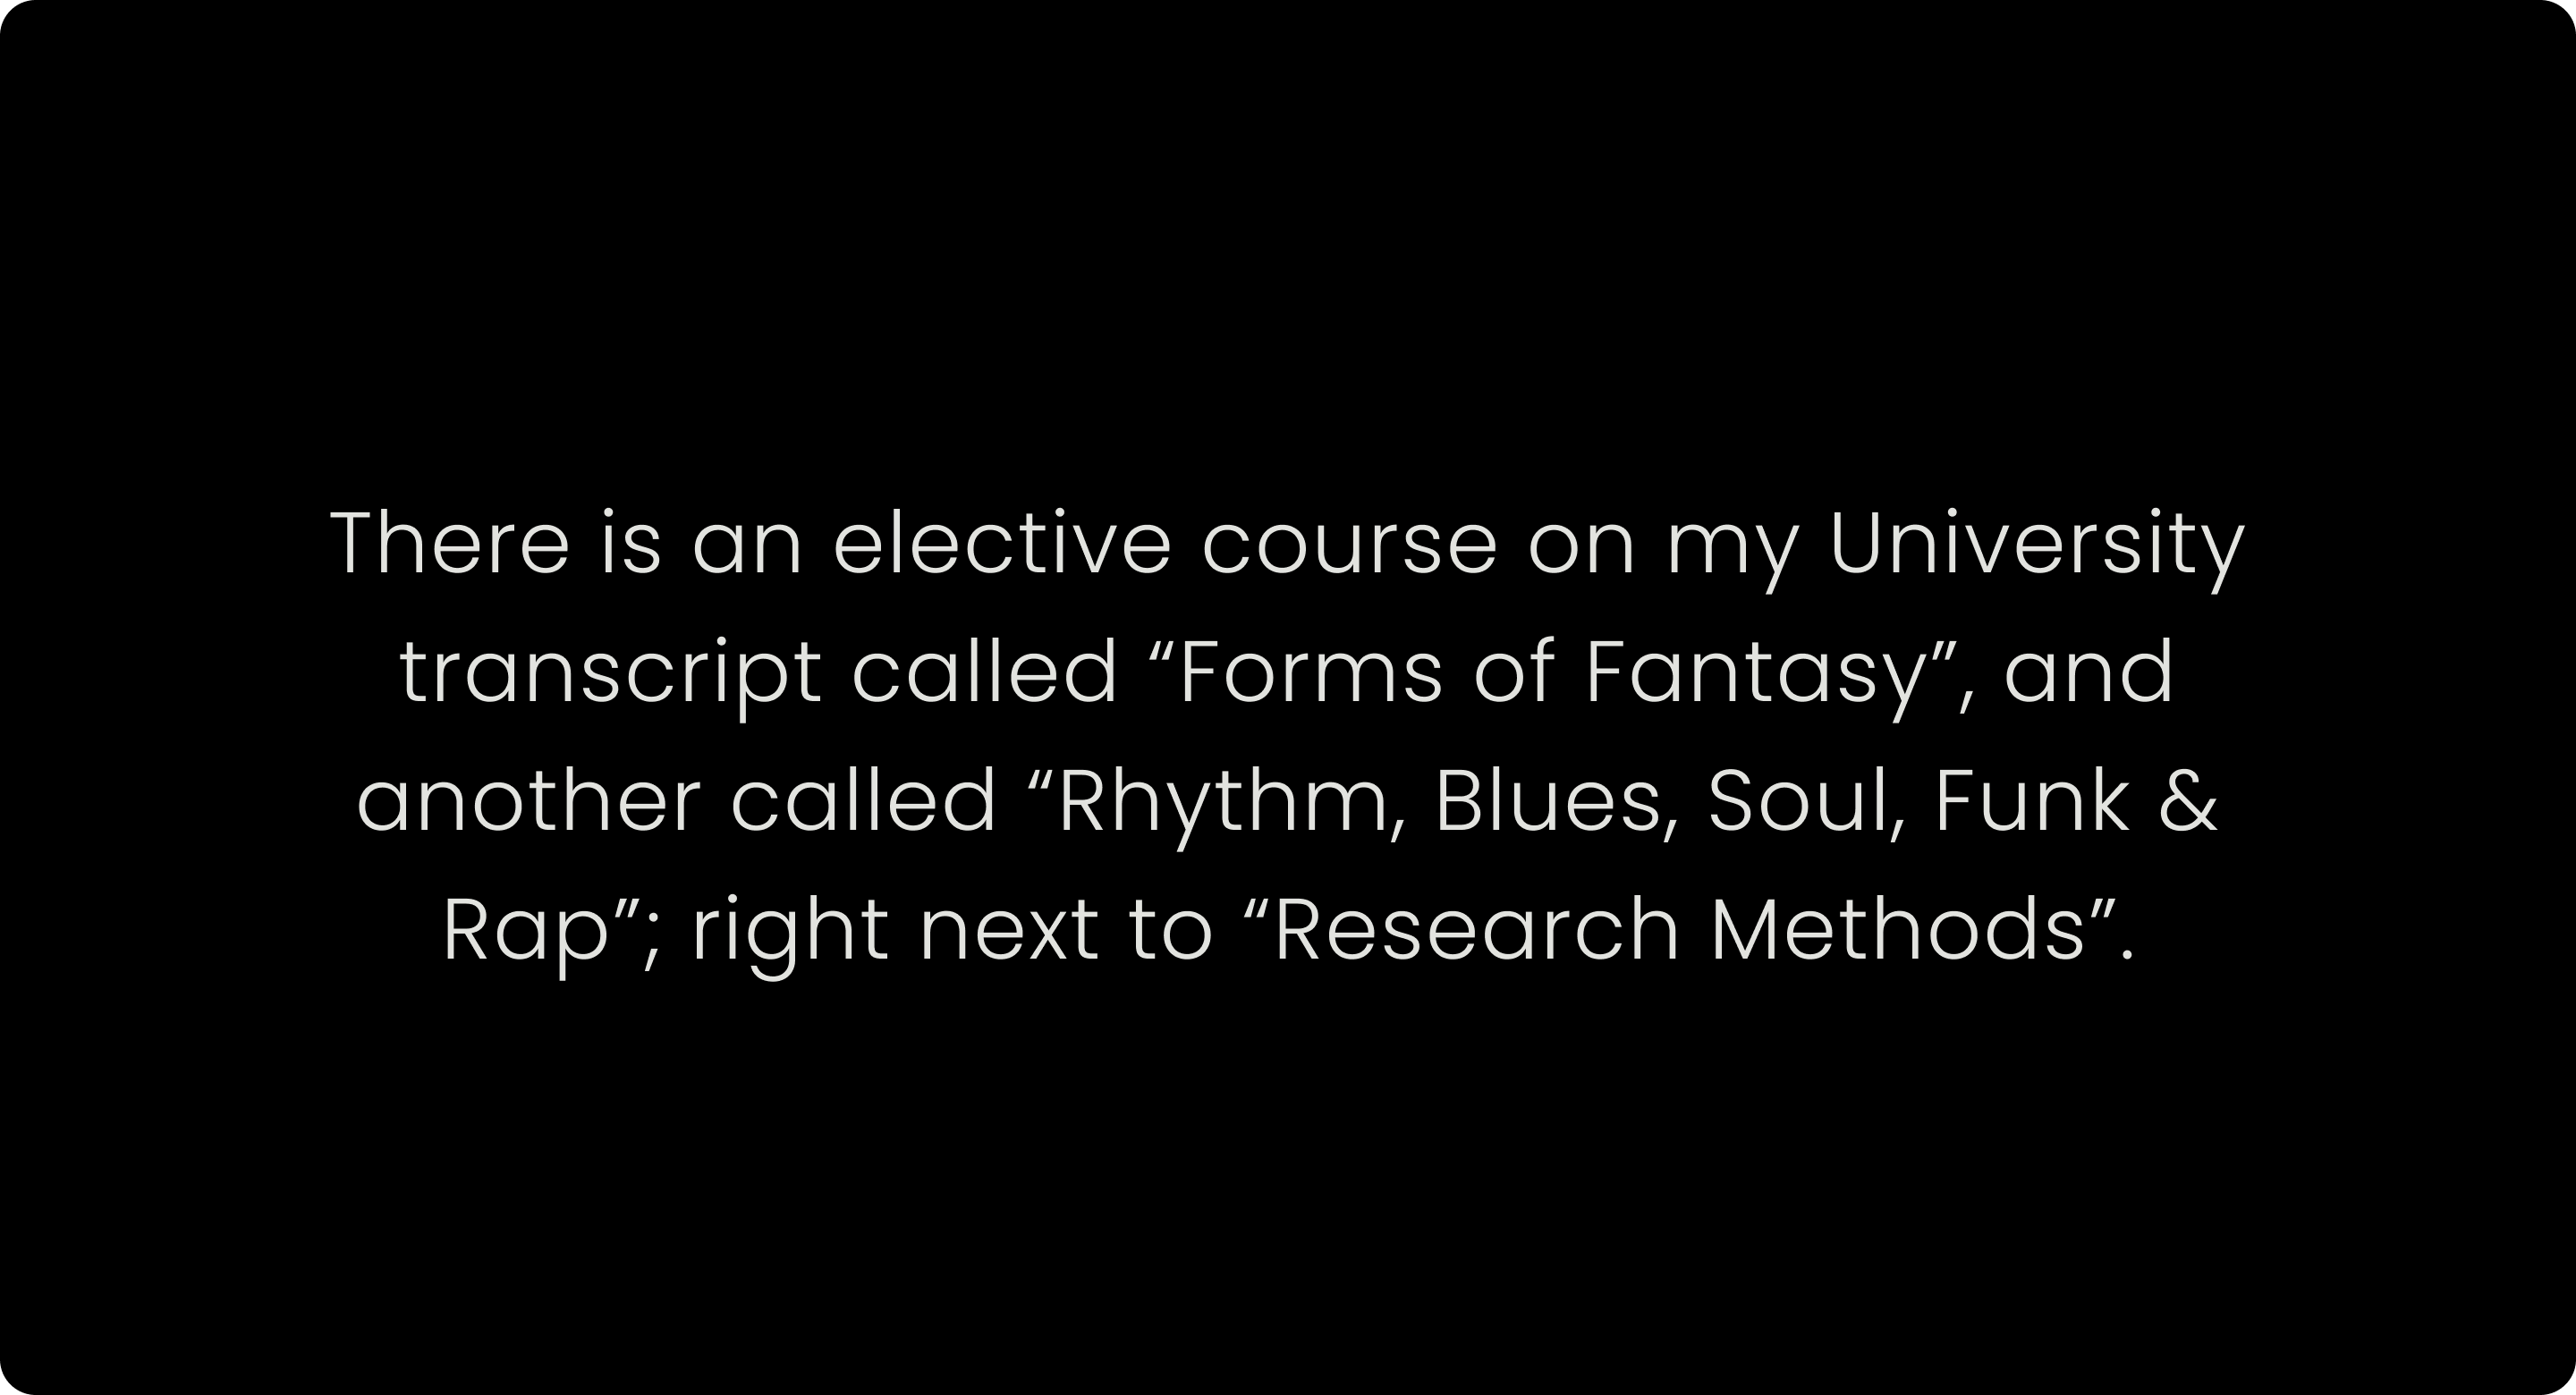 There is an elective course on my University
transcript called “Forms of Fantasy”, and
another called “Rhythm, Blues, Soul, Funk &
Rap”; right next to “Research Methods”.